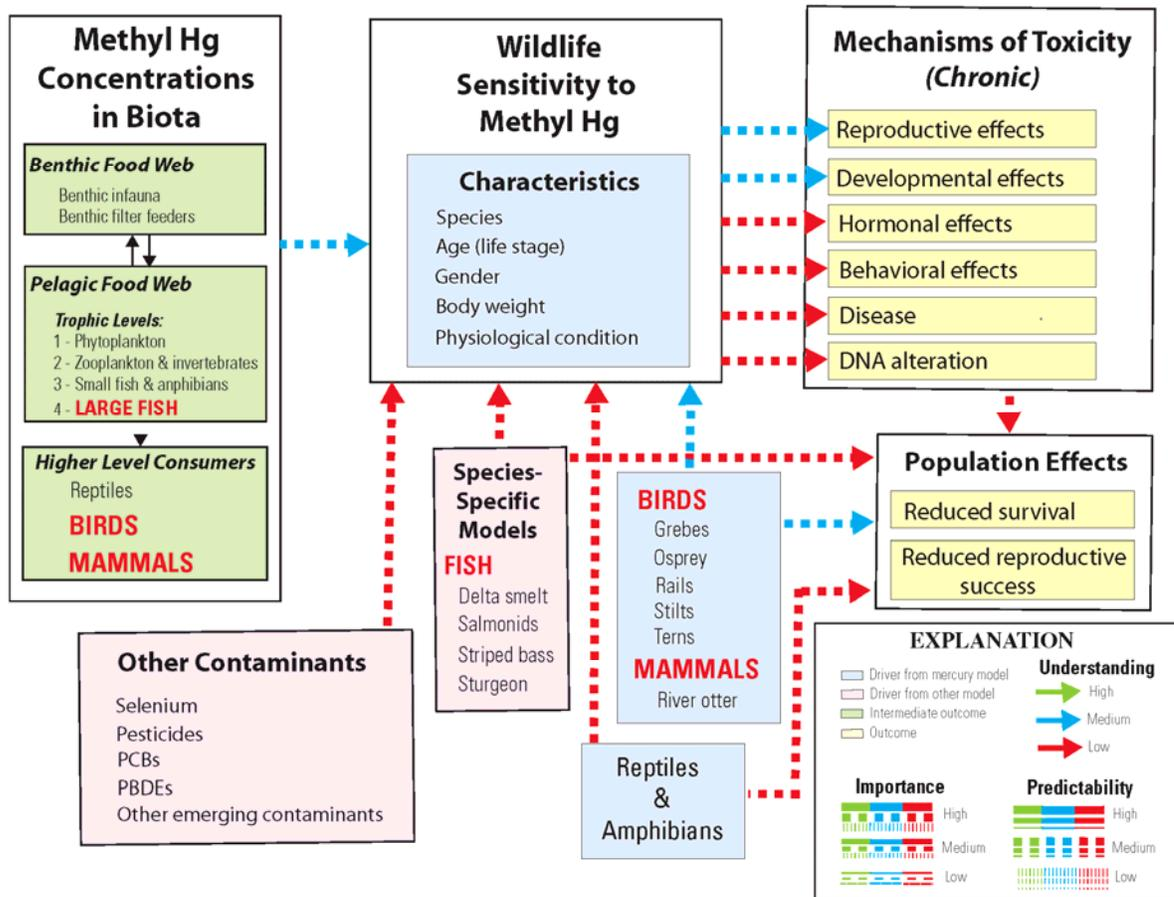 Methyl Hg
Concentrations
in Biota
Benthic Food Web
Benthic infauna
Benthic filter feeders
Pelagic Food Web
Trophic Levels:
1 - Phytoplankton
2 - Zooplankton & invertebrates
3 - Small fish & amphibians
4 - LARGE FISH
Higher Level Consumers
Reptiles
BIRDS
MAMMALS
Wildlife
Sensitivity to
Methyl Hg
Characteristics
Species
Age (life stage)
Gender
Body weight
Physiological condition
Mechanisms of Toxicity
(Chronic)
Reproductive effects
Developmental effects
Hormonal effects
Behavioral effects
Disease
DNA alteration
Other Contaminants
Selenium
Pesticides
PCBs
PBDEs
Other emerging contaminants
Species-
Specific
Models
FISH
Delta smelt
Salmonids
Striped bass
Sturgeon
BIRDS
Grebes
Osprey
Rails
Stilts
Terns
MAMMALS
River otter
Reptiles
&
Amphibians
Population Effects
Reduced survival
Reduced reproductive
success
EXPLANATION
Driver from mercury model
Driver from other model
Intermediate outcome
Outcome
Understanding
High
Medium
Low
Importance
High
Medium
Low
Predictability
High
Medium
Low